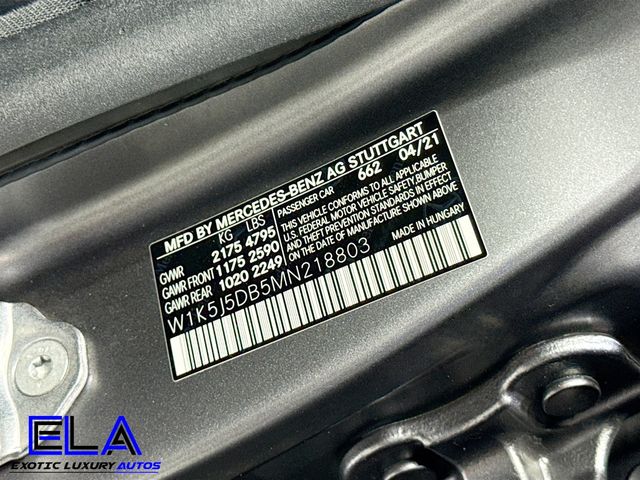 MFD BY MERCEDES-BENZ AG STUTTGART
KG LBS
GVWR 2175 4795
GAWR FRONT 1175 2590
GAWR REAR 1020 2249
PASSENGER CAR 662 04/21
THIS VEHICLE CONFORMS TO ALL APPLICABLE
U.S. FEDERAL MOTOR VEHICLE SAFETY, BUMPER
AND THEFT PREVENTION STANDARDS IN EFFECT
ON THE DATE OF MANUFACTURE SHOWN ABOVE.
W1K5J5DB5MN218803 MADE IN HUNGARY
ELA
EXOTIC LUXURY AUTOS